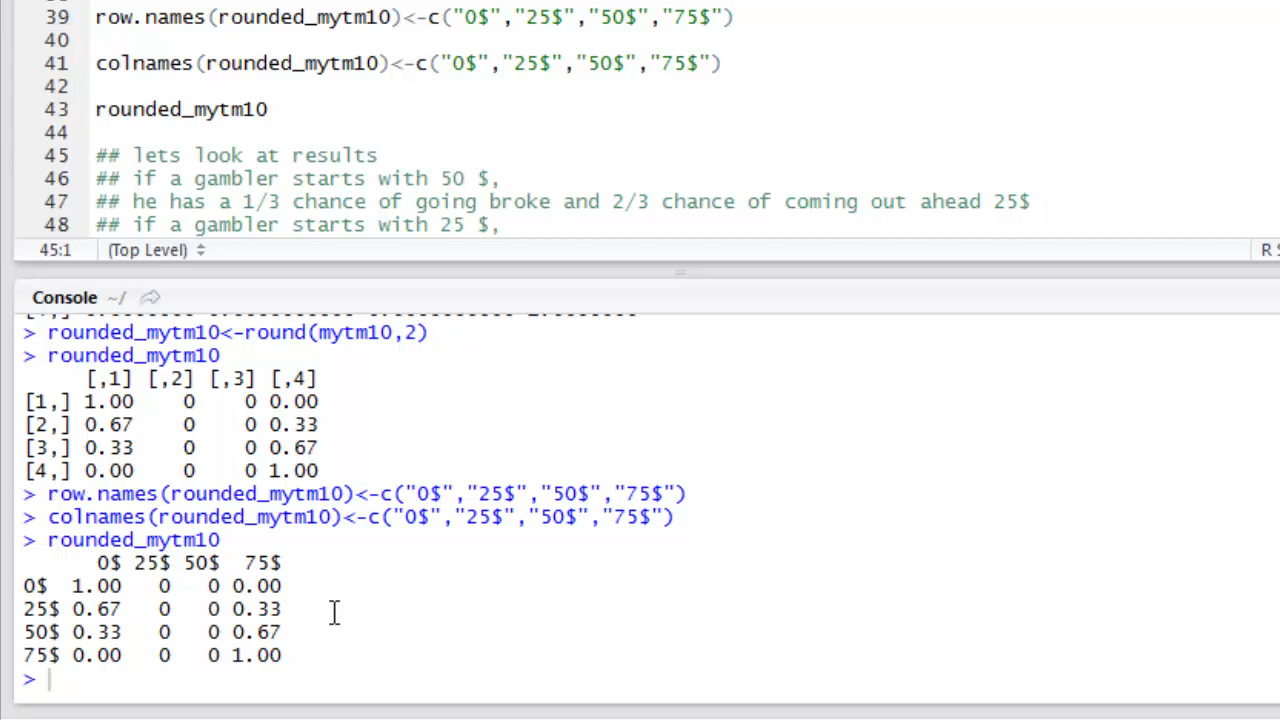 39 row.names(rounded_mytm10)<-c("0$","25$","50$","75$")
40
41 colnames(rounded_mytm10)<-c("0$","25$","50$","75$")
42
43 rounded_mytm10
44
45 ## lets look at results
46 ## if a gambler starts with 50 $,
47 ## he has a 1/3 chance of going broke and 2/3 chance of coming out ahead 25$
48 ## if a gambler starts with 25 $,
45:1 (Top Level) R S
Console ~/
> rounded_mytm10<-round(mytm10,2)
> rounded_mytm10
[,1] [,2] [,3] [,4]
[1,] 1.00 0 0 0.00
[2,] 0.67 0 0 0.33
[3,] 0.33 0 0 0.67
[4,] 0.00 0 0 1.00
> row.names(rounded_mytm10)<-c("0$","25$","50$","75$")
> colnames(rounded_mytm10)<-c("0$","25$","50$","75$")
> rounded_mytm10
0$ 25$ 50$ 75$
0$ 1.00 0 0 0.00
25$ 0.67 0 0 0.33
50$ 0.33 0 0 0.67
75$ 0.00 0 0 1.00
>